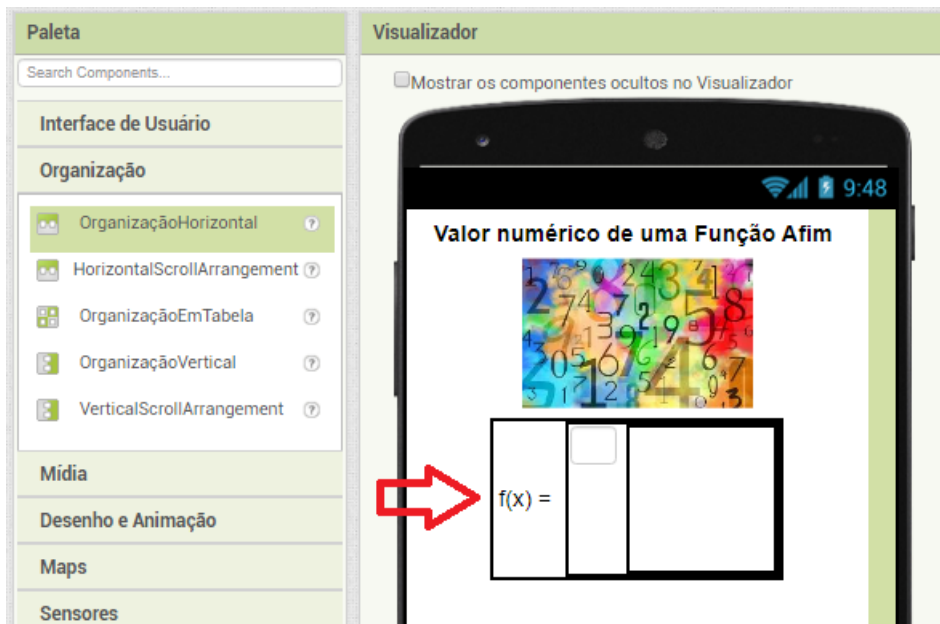 Paleta
Search Components...
Interface de Usuário
Organização
OrganizaçãoHorizontal
HorizontalScrollArrangement
OrganizaçãoEmTabela
OrganizaçãoVertical
VerticalScrollArrangement
Mídia
Desenho e Animação
Maps
Sensores
Visualizador
Mostrar os componentes ocultos no Visualizador
9:48
Valor numérico de uma Função Afim
f(x) =